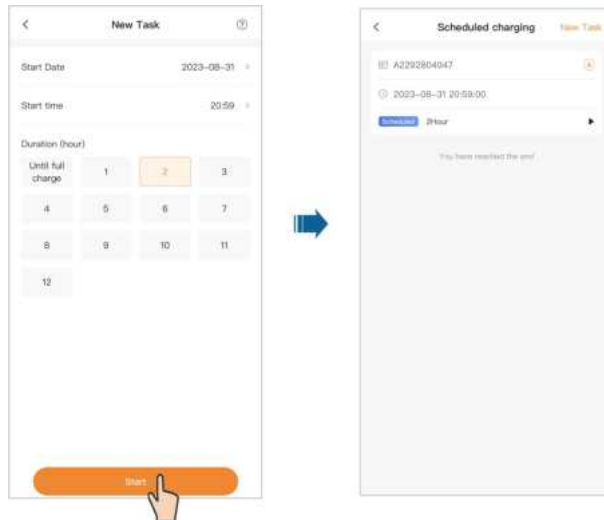 New Task
Start Date 2023-08-31
Start time 20:59
Duration (hour)
Until full charge 1 2 3
4 5 6 7
8 9 10 11
12
Start
Scheduled charging New Task
A2292804047
2023-08-31 20:59:00
Scheduled 2Hour
You have reached the end